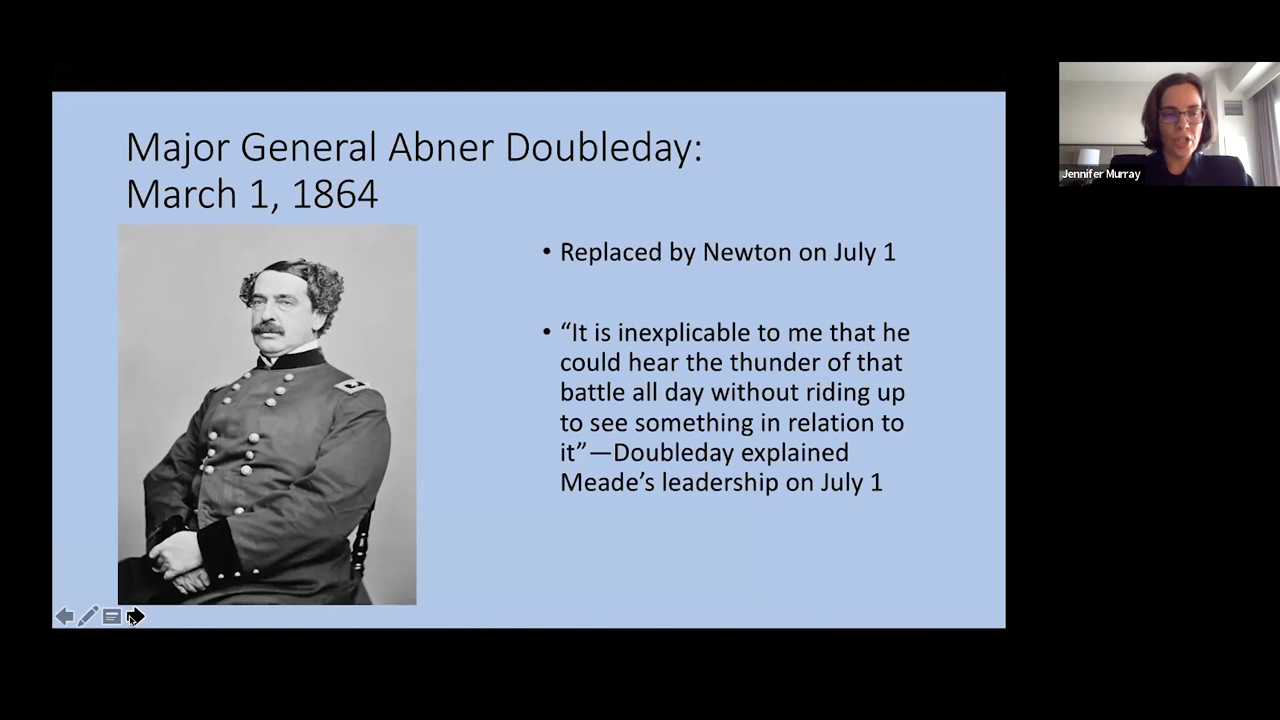 Major General Abner Doubleday:
March 1, 1864
• Replaced by Newton on July 1
• “It is inexplicable to me that he
could hear the thunder of that
battle all day without riding up
to see something in relation to
it”—Doubleday explained
Meade’s leadership on July 1
Jennifer Murray